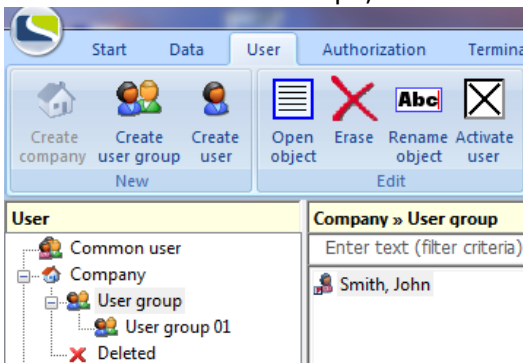 Start Data User Authorization
Create company Create user group Create user Open object Erase Rename object Abc Activate user
New Edit
User Company » User group
Common user Enter text (filter criteria)
Company Smith, John
User group
User group 01
Deleted